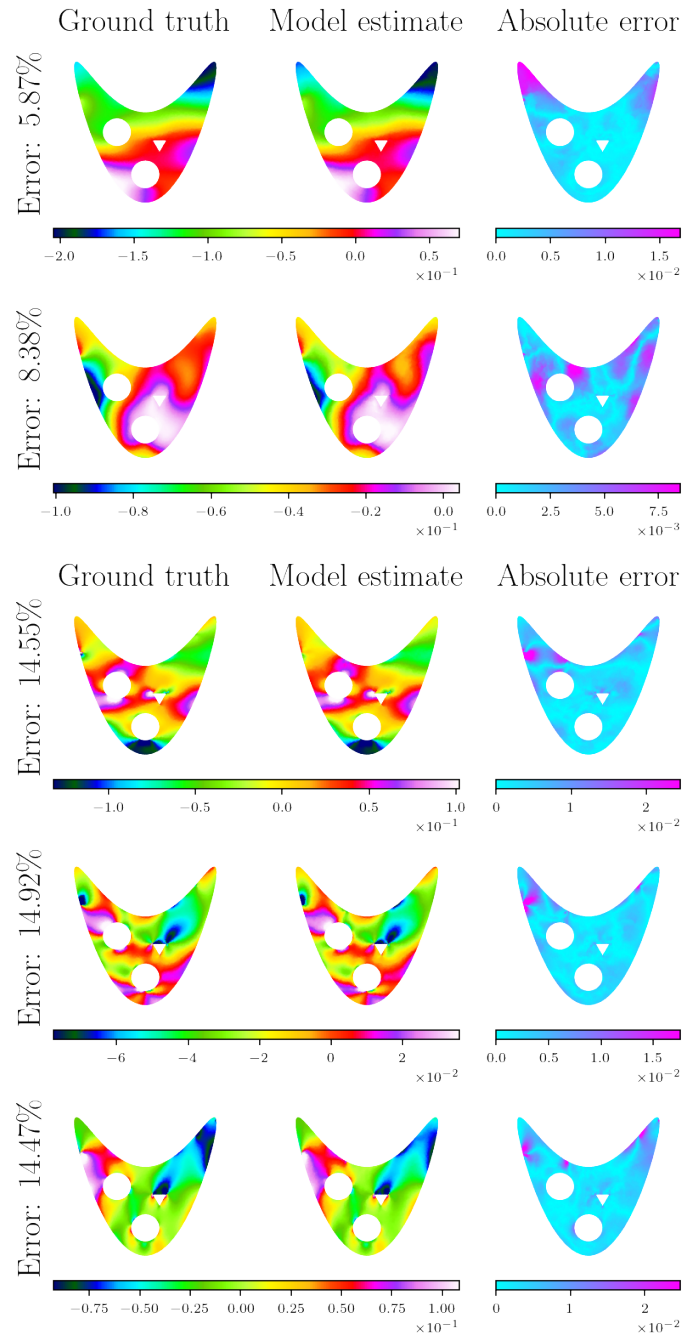 Ground truth Model estimate Absolute error
Error: 5.87%
−2.0 −1.5 −1.0 −0.5 0.0 0.5 0.0 0.5 1.0 1.5
×10−1 ×10−2
Error: 8.38%
−1.0 −0.8 −0.6 −0.4 −0.2 0.0 0.0 2.5 5.0 7.5
×10−1 ×10−3
Ground truth Model estimate Absolute error
Error: 14.55%
−1.0 −0.5 0.0 0.5 1.0 0 1 2
×10−1 ×10−2
Error: 14.92%
−6 −4 −2 0 2 0.0 0.5 1.0 1.5
×10−2 ×10−2
Error: 14.47%
−0.75 −0.50 −0.25 0.00 0.25 0.50 0.75 1.00 0 1 2
×10−1 ×10−2